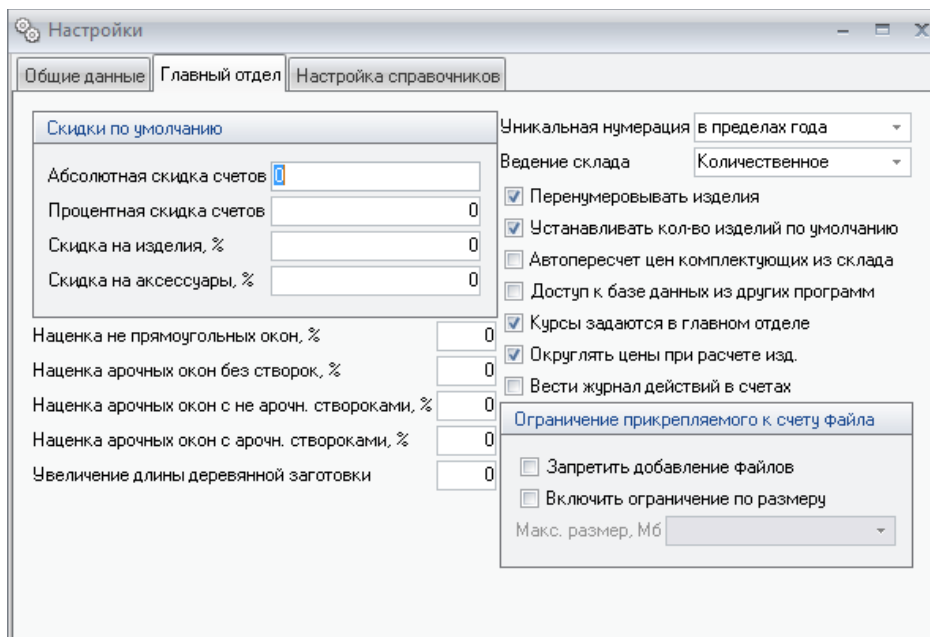 Настройки
Общие данные
Главный отдел
Настройка справочников
Скидки по умолчанию
Абсолютная скидка счетов 0
Процентная скидка счетов 0
Скидка на изделия, % 0
Скидка на аксессуары, % 0
Наценка не прямоугольных окон, % 0
Наценка арочных окон без створок, % 0
Наценка арочных окон с не арочн. створоками, % 0
Наценка арочных окон с арочн. створоками, % 0
Увеличение длины деревянной заготовки 0
Уникальная нумерация в пределах года
Ведение склада Количественное
Перенумеровывать изделия
Устанавливать кол-во изделий по умолчанию
Автопересчет цен комплектующих из склада
Доступ к базе данных из других программ
Курсы задаются в главном отделе
Округлять цены при расчете изд.
Вести журнал действий в счетах
Ограничение прикрепляемого к счету файла
Запретить добавление файлов
Включить ограничение по размеру
Макс. размер, Мб